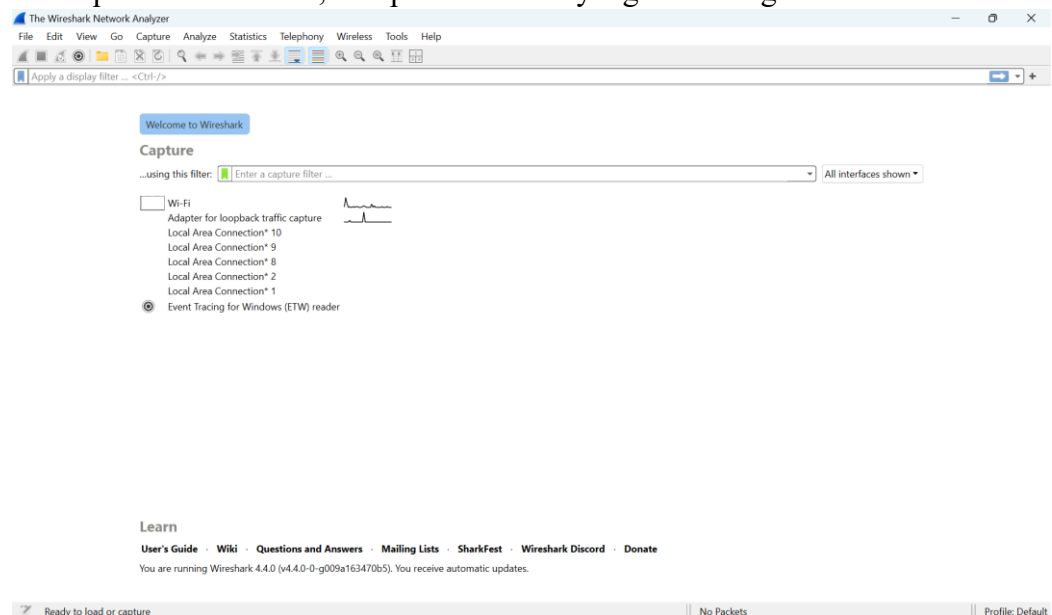 The Wireshark Network Analyzer
File Edit View Go Capture Analyze Statistics Telephony Wireless Tools Help
Apply a display filter ... <Ctrl-/>
Welcome to Wireshark
Capture
...using this filter: Enter a capture filter ... All interfaces shown
Wi-Fi
Adapter for loopback traffic capture
Local Area Connection* 10
Local Area Connection* 9
Local Area Connection* 8
Local Area Connection* 2
Local Area Connection* 1
Event Tracing for Windows (ETW) reader
Learn
User's Guide · Wiki · Questions and Answers · Mailing Lists · SharkFest · Wireshark Discord · Donate
You are running Wireshark 4.4.0 (v4.4.0-0-g009a163470b5). You receive automatic updates.
Ready to load or capture No Packets Profile: Default